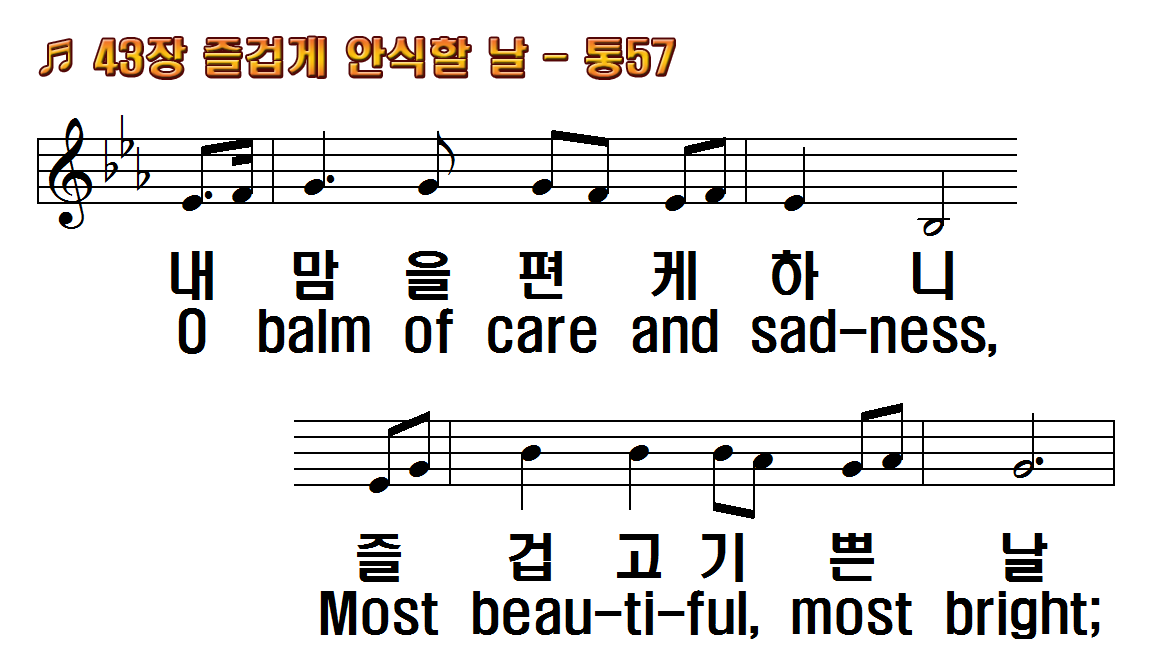 ♬ 43장 즐겁게 안식할 날 - 통57
내 맘 을 편 케 하 니
O balm of care and sad-ness,
즐 겁 고 기 쁜 날
Most beau-ti-ful, most bright;